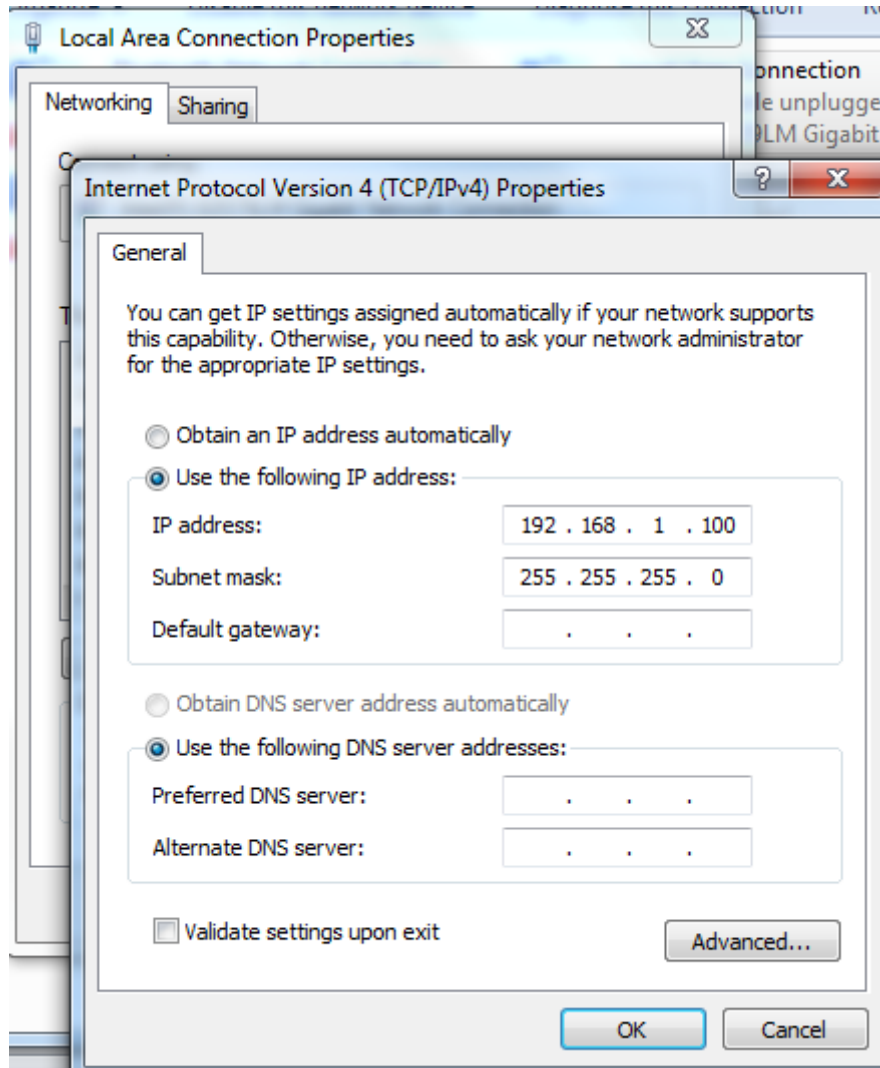 Local Area Connection Properties
onnection
le unplugge
9LM Gigabit
Networking Sharing
Internet Protocol Version 4 (TCP/IPv4) Properties
General
You can get IP settings assigned automatically if your network supports
this capability. Otherwise, you need to ask your network administrator
for the appropriate IP settings.
Obtain an IP address automatically
Use the following IP address:
IP address: 192 . 168 . 1 . 100
Subnet mask: 255 . 255 . 255 . 0
Default gateway: . . .
Obtain DNS server address automatically
Use the following DNS server addresses:
Preferred DNS server: . . .
Alternate DNS server: . . .
Validate settings upon exit
Advanced...
OK Cancel